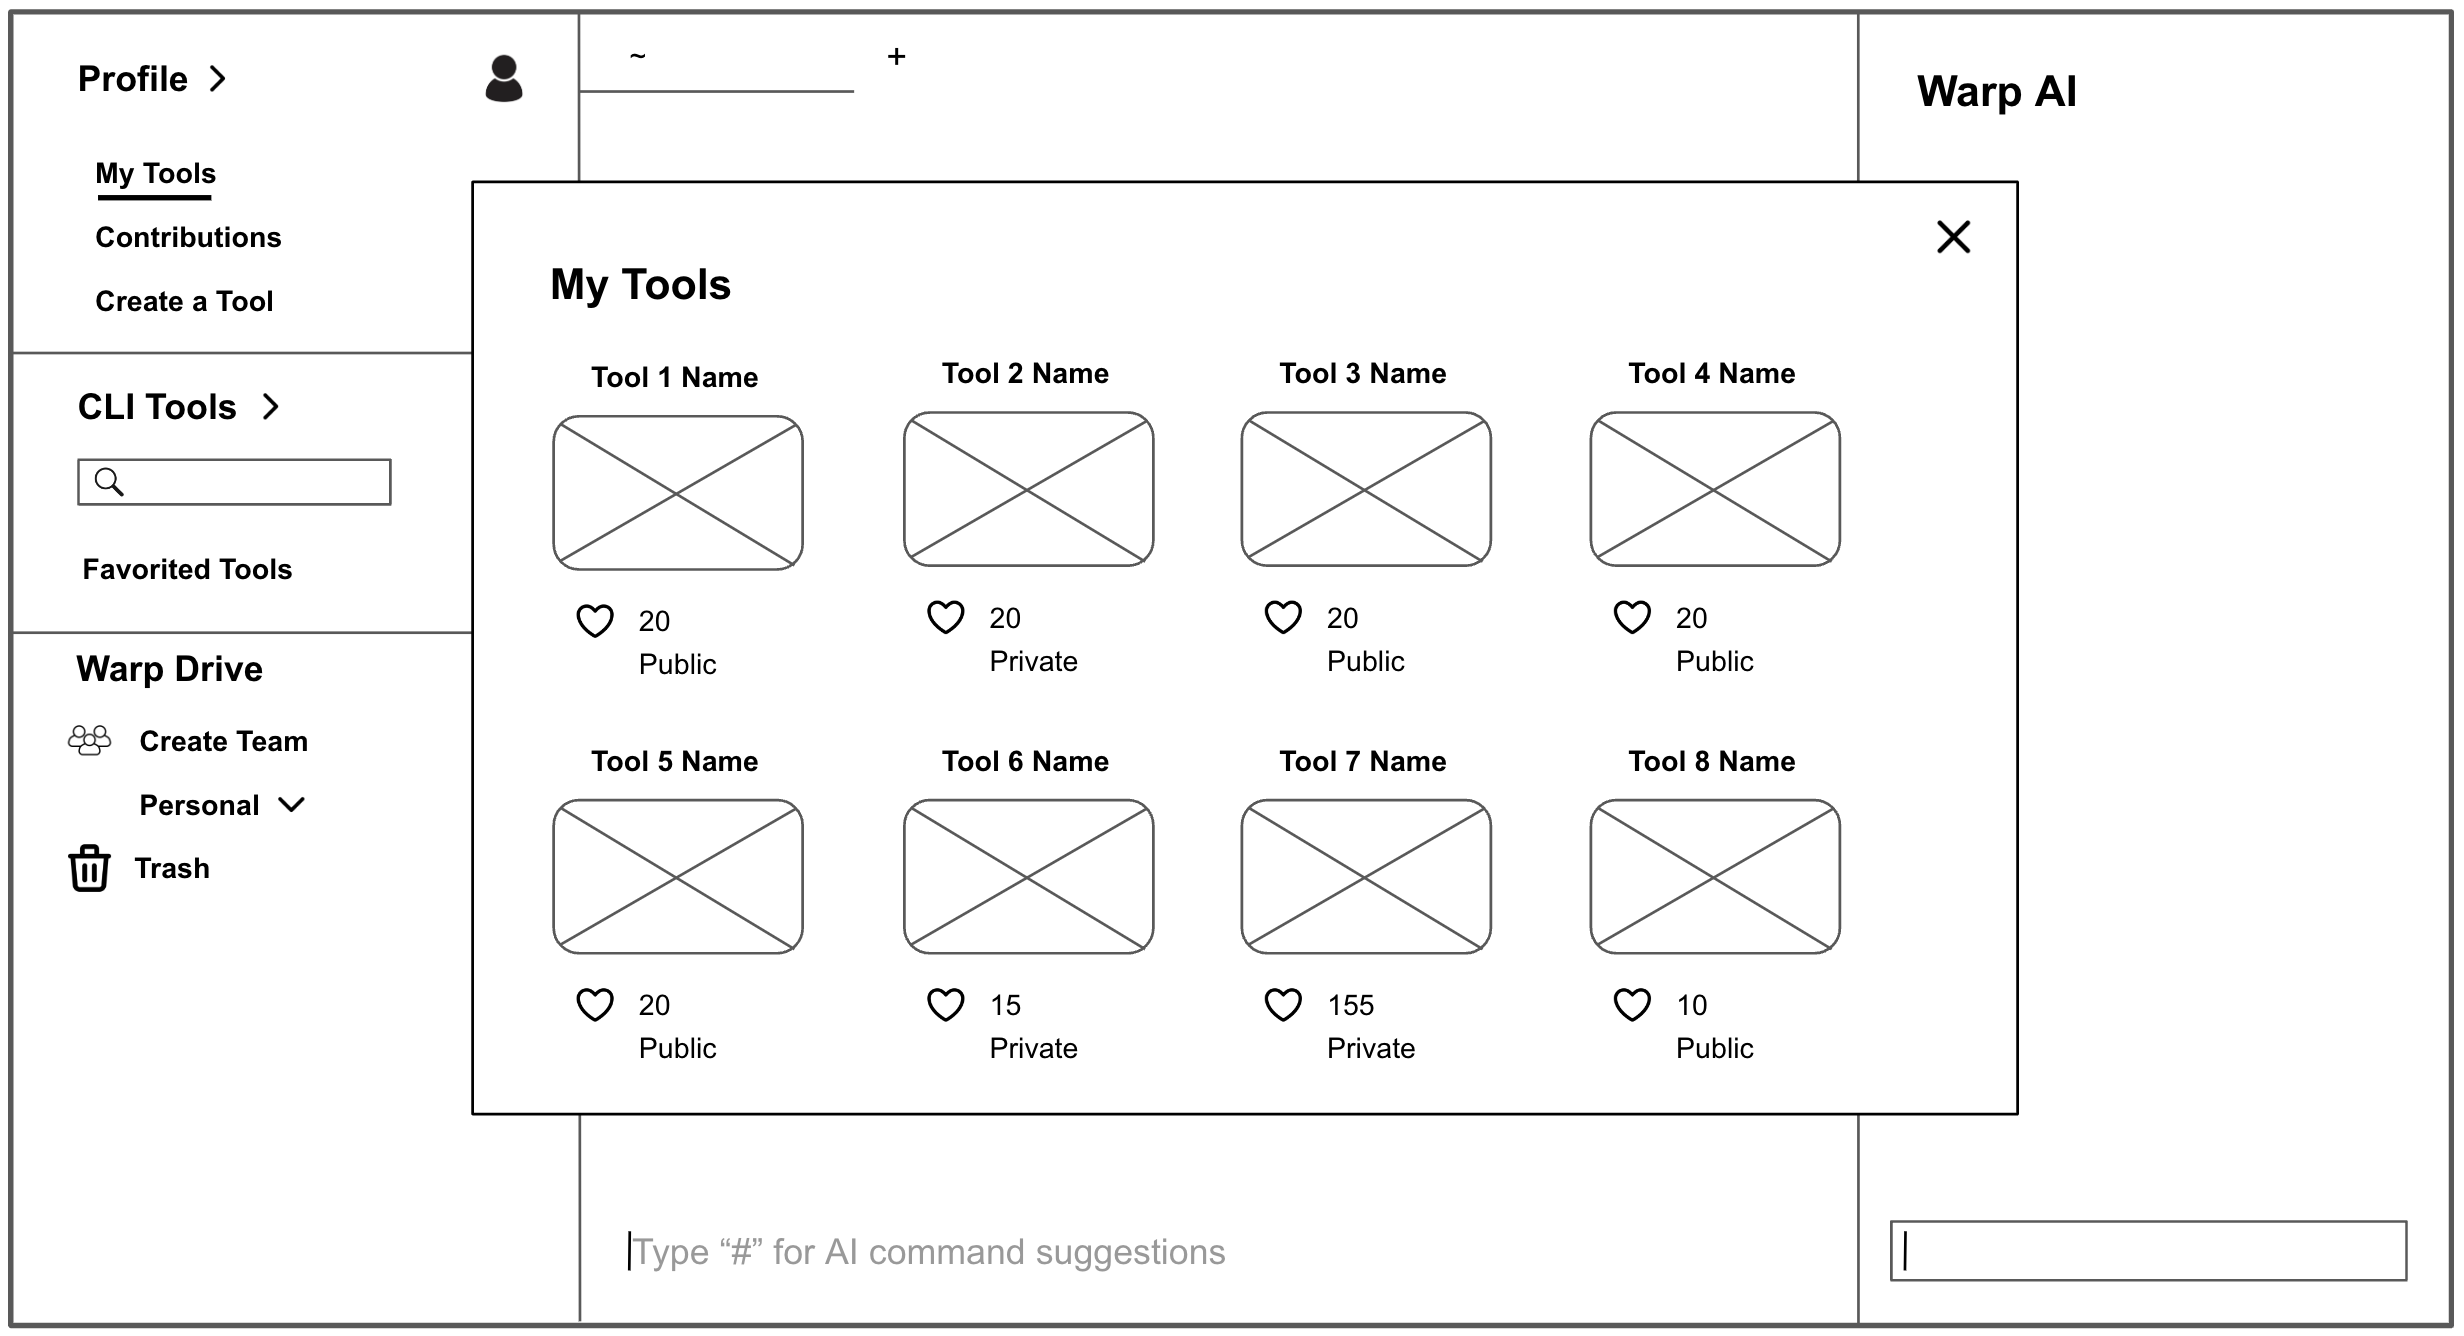 Profile
My Tools
Contributions
Create a Tool
CLI Tools
Favorited Tools
Warp Drive
Create Team
Personal
Trash
~ +
Warp AI
My Tools
Tool 1 Name
20
Public
Tool 2 Name
20
Private
Tool 3 Name
20
Public
Tool 4 Name
20
Public
Tool 5 Name
20
Public
Tool 6 Name
15
Private
Tool 7 Name
155
Private
Tool 8 Name
10
Public
Type “#” for AI command suggestions